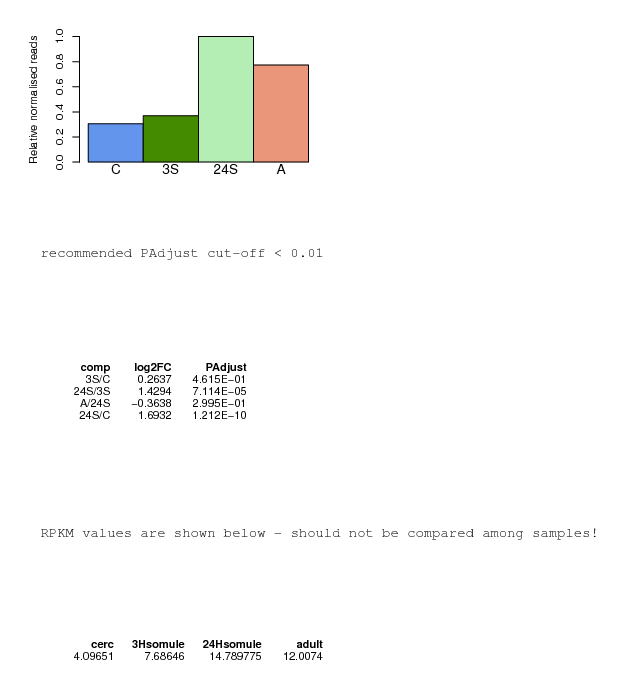 Relative normalised reads
1.0
0.8
0.6
0.4
0.2
0.0
C 3S 24S A
recommended PAdjust cut-off < 0.01
comp log2FC PAdjust
3S/C 0.2637 4.615E−01
24S/3S 1.4294 7.114E−05
A/24S −0.3638 2.995E−01
24S/C 1.6932 1.212E−10
RPKM values are shown below - should not be compared among samples!
cerc 3Hsomule 24Hsomule adult
4.09651 7.68646 14.789775 12.0074